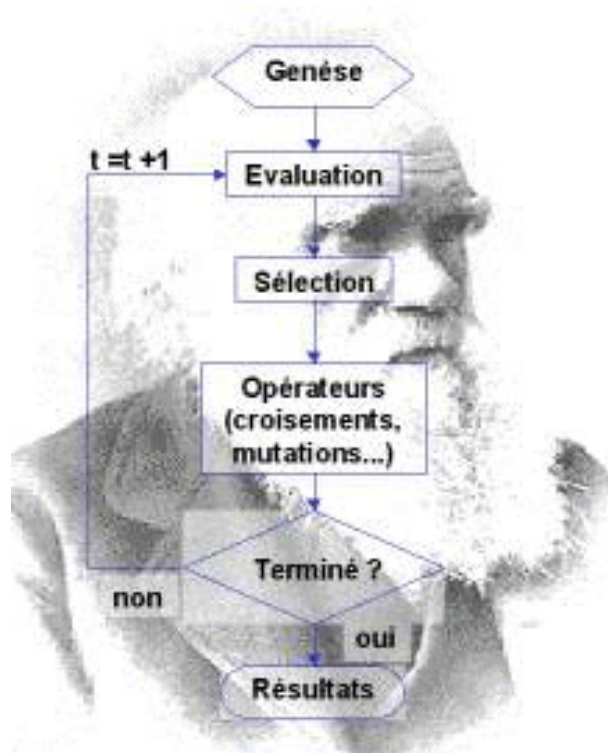 Genése
t =t +1
Evaluation
Sélection
Opérateurs
(croisements,
mutations...)
Terminé ?
non
oui
Résultats